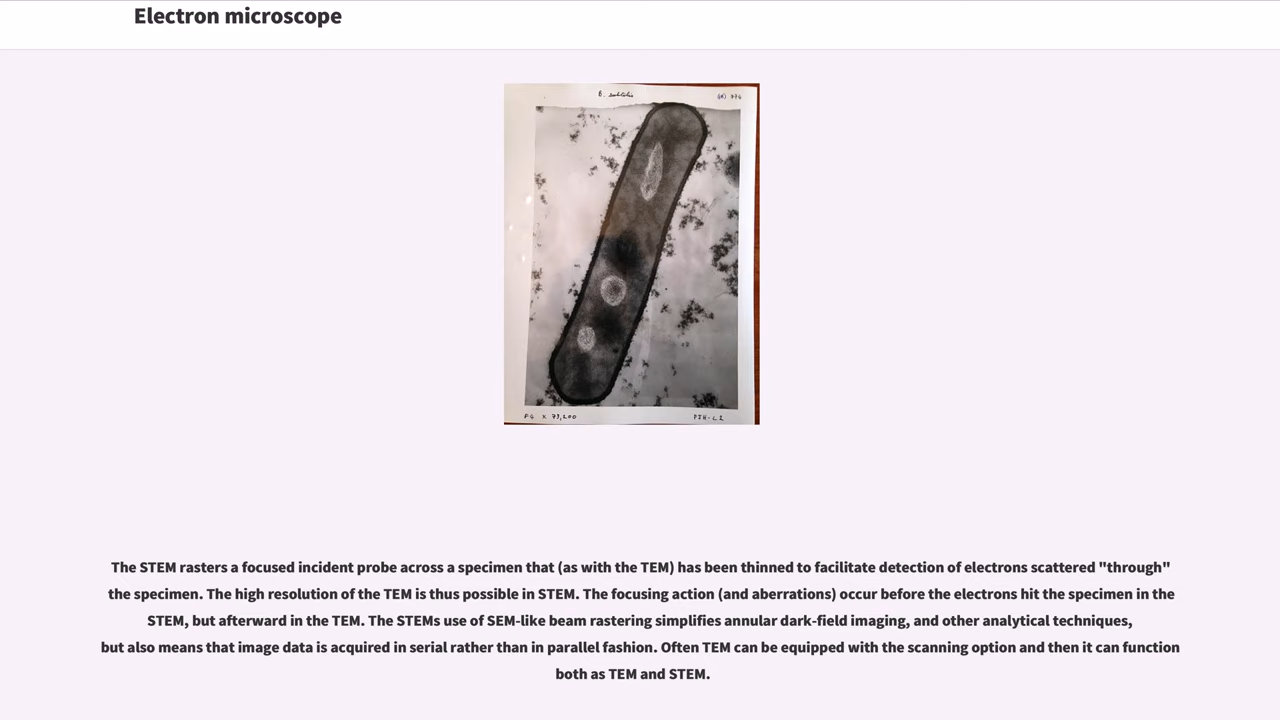 Electron microscope
B. subtilis
F4 x 79,200
The STEM rasters a focused incident probe across a specimen that (as with the TEM) has been thinned to facilitate detection of electrons scattered "through"
the specimen. The high resolution of the TEM is thus possible in STEM. The focusing action (and aberrations) occur before the electrons hit the specimen in the
STEM, but afterward in the TEM. The STEMs use of SEM-like beam rastering simplifies annular dark-field imaging, and other analytical techniques,
but also means that image data is acquired in serial rather than in parallel fashion. Often TEM can be equipped with the scanning option and then it can function
both as TEM and STEM.